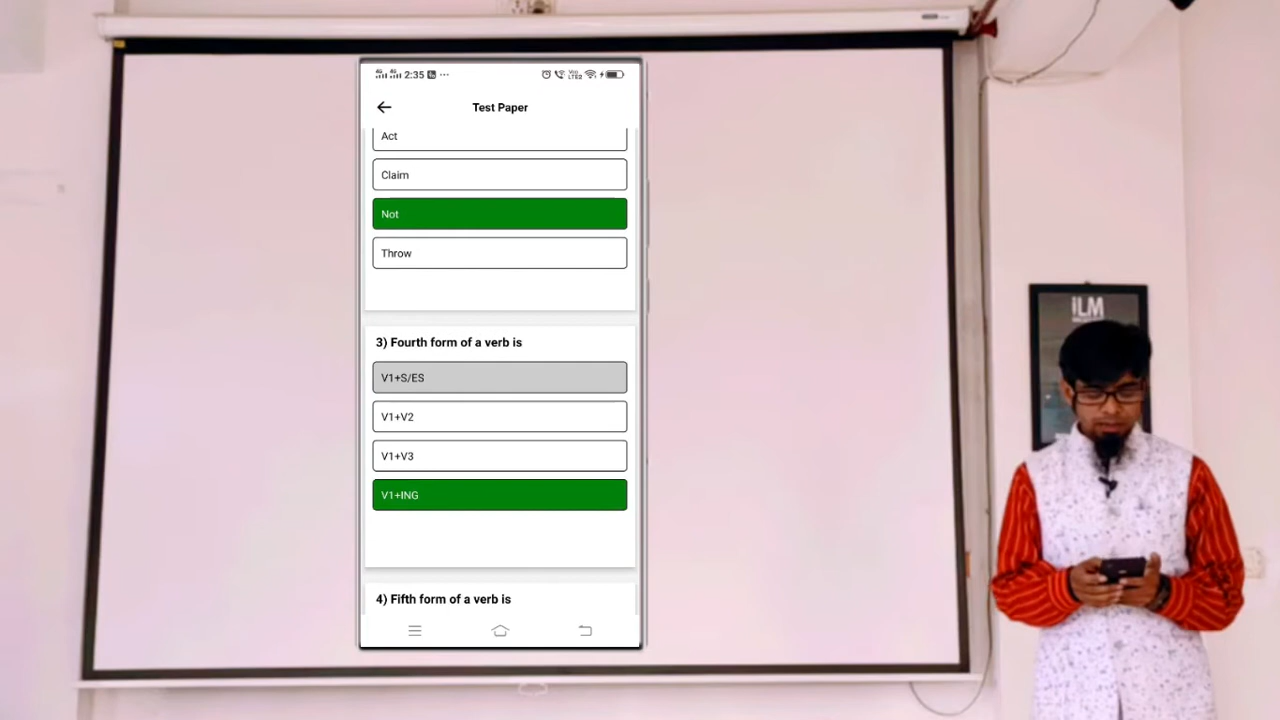 2:35
Test Paper
Act
Claim
Not
Throw
3) Fourth form of a verb is
V1+S/ES
V1+V2
V1+V3
V1+ING
4) Fifth form of a verb is
iLM